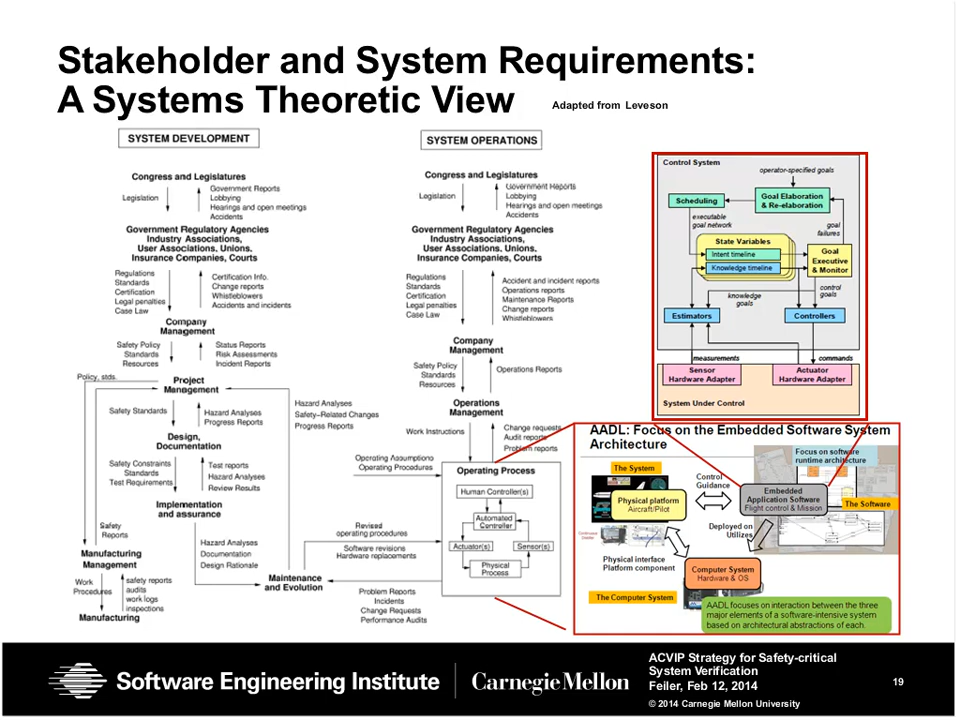 Stakeholder and System Requirements:
A Systems Theoretic View
Adapted from Leveson
SYSTEM DEVELOPMENT
Congress and Legislatures
Legislation
Government Reports
Lobbying
Hearings and open meetings
Accidents
Government Regulatory Agencies
Industry Associations,
User Associations, Unions,
Insurance Companies, Courts
Regulations
Standards
Certification
Legal penalties
Case Law
Certification Info.
Change reports
Whistleblowers
Accidents and incidents
Company
Management
Safety Policy
Standards
Resources
Status Reports
Risk Assessments
Incident Reports
Policy, stds.
Project
Management
Safety Standards
Hazard Analyses
Progress Reports
Hazard Analyses
Safety-Related Changes
Progress Reports
Design,
Documentation
Safety Constraints
Standards
Test Requirements
Test reports
Hazard Analyses
Review Results
Implementation
and assurance
Safety
Reports
Hazard Analyses
Documentation
Design Rationale
Manufacturing
Management
Work
Procedures
safety reports
audits
work logs
inspections
Manufacturing
Maintenance
and Evolution
SYSTEM OPERATIONS
Congress and Legislatures
Legislation
Government Reports
Lobbying
Hearings and open meetings
Accidents
Government Regulatory Agencies
Industry Associations,
User Associations, Unions,
Insurance Companies, Courts
Regulations
Standards
Certification
Legal penalties
Case Law
Accident and incident reports
Operations reports
Maintenance Reports
Change reports
Whistleblowers
Company
Management
Safety Policy
Standards
Resources
Operations Reports
Operations
Management
Work Instructions
Change requests
Audit reports
Problem reports
Operating Assumptions
Operating Procedures
Operating Process
Human Controller(s)
Automated
Controller
Actuator(s)
Sensor(s)
Physical
Process
Revised
operating procedures
Software revisions
Hardware replacements
Problem Reports
Incidents
Change Requests
Performance Audits
Control System
operator-specified goals
Scheduling
Goal Elaboration
& Re-elaboration
executable
goal network
goal
failures
State Variables
Intent timeline
Knowledge timeline
Goal
Executive
& Monitor
knowledge
goals
control
goals
Estimators
Controllers
measurements
commands
Sensor
Hardware Adapter
Actuator
Hardware Adapter
System Under Control
AADL: Focus on the Embedded Software System
Architecture
Focus on software
runtime architecture
The System
Control
Guidance
Physical platform
Aircraft/Pilot
Embedded
Application Software
Flight control & Mission
The Software
Deployed on
Utilizes
Physical interface
Platform component
Computer System
Hardware & OS
The Computer System
AADL focuses on interaction between the three
major elements of a software-intensive system
based on architectural abstractions of each.
Software Engineering Institute
Carnegie Mellon
ACVIP Strategy for Safety-critical
System Verification
Feiler, Feb 12, 2014
© 2014 Carnegie Mellon University
19